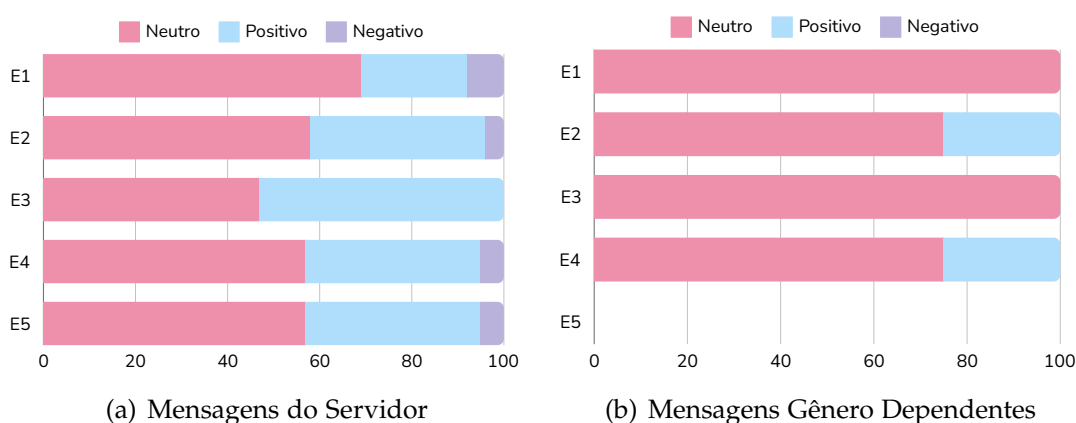 Neutro Positivo Negativo
E1
E2
E3
E4
E5
0 20 40 60 80 100
(a) Mensagens do Servidor
Neutro Positivo Negativo
E1
E2
E3
E4
E5
0 20 40 60 80 100
(b) Mensagens Gênero Dependentes